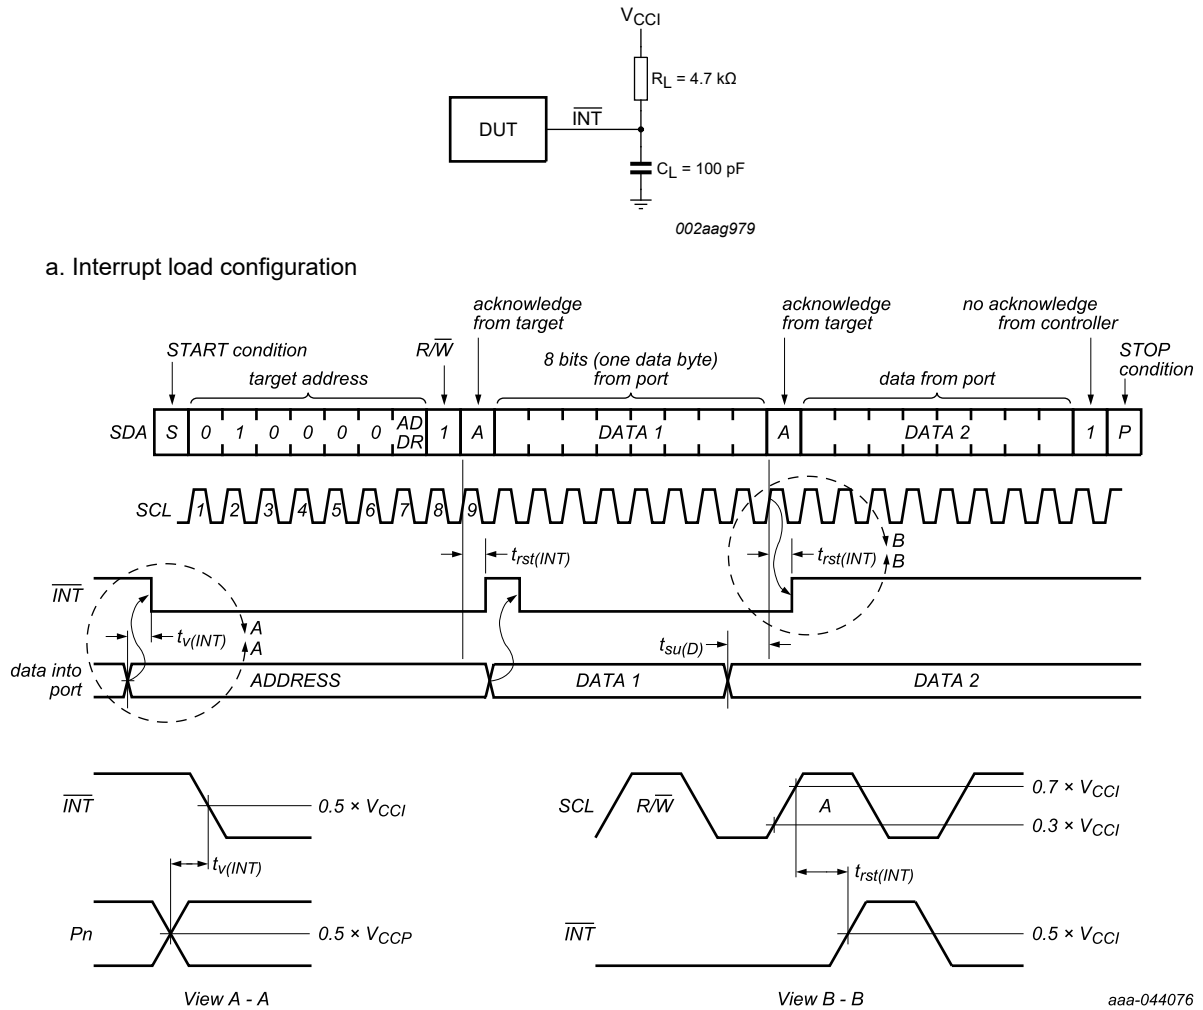 VCCI
RL = 4.7 kΩ
DUT
INT
CL = 100 pF
002aag979
a. Interrupt load configuration
acknowledge
from target
acknowledge
from target
no acknowledge
from controller
START condition
R/W
8 bits (one data byte)
from port
STOP
condition
target address
data from port
SDA S 0 1 0 0 0 0 AD DR 1 A DATA 1 A DATA 2 1 P
SCL 1 2 3 4 5 6 7 8 9
trst(INT)
trst(INT)
B
B
INT
tv(INT)
A
A
tsu(D)
data into
port
ADDRESS DATA 1 DATA 2
INT
0.5 × VCCI
tv(INT)
Pn
0.5 × VCCP
View A - A
SCL R/W A
0.7 × VCCI
0.3 × VCCI
trst(INT)
INT
0.5 × VCCI
View B - B
aaa-044076